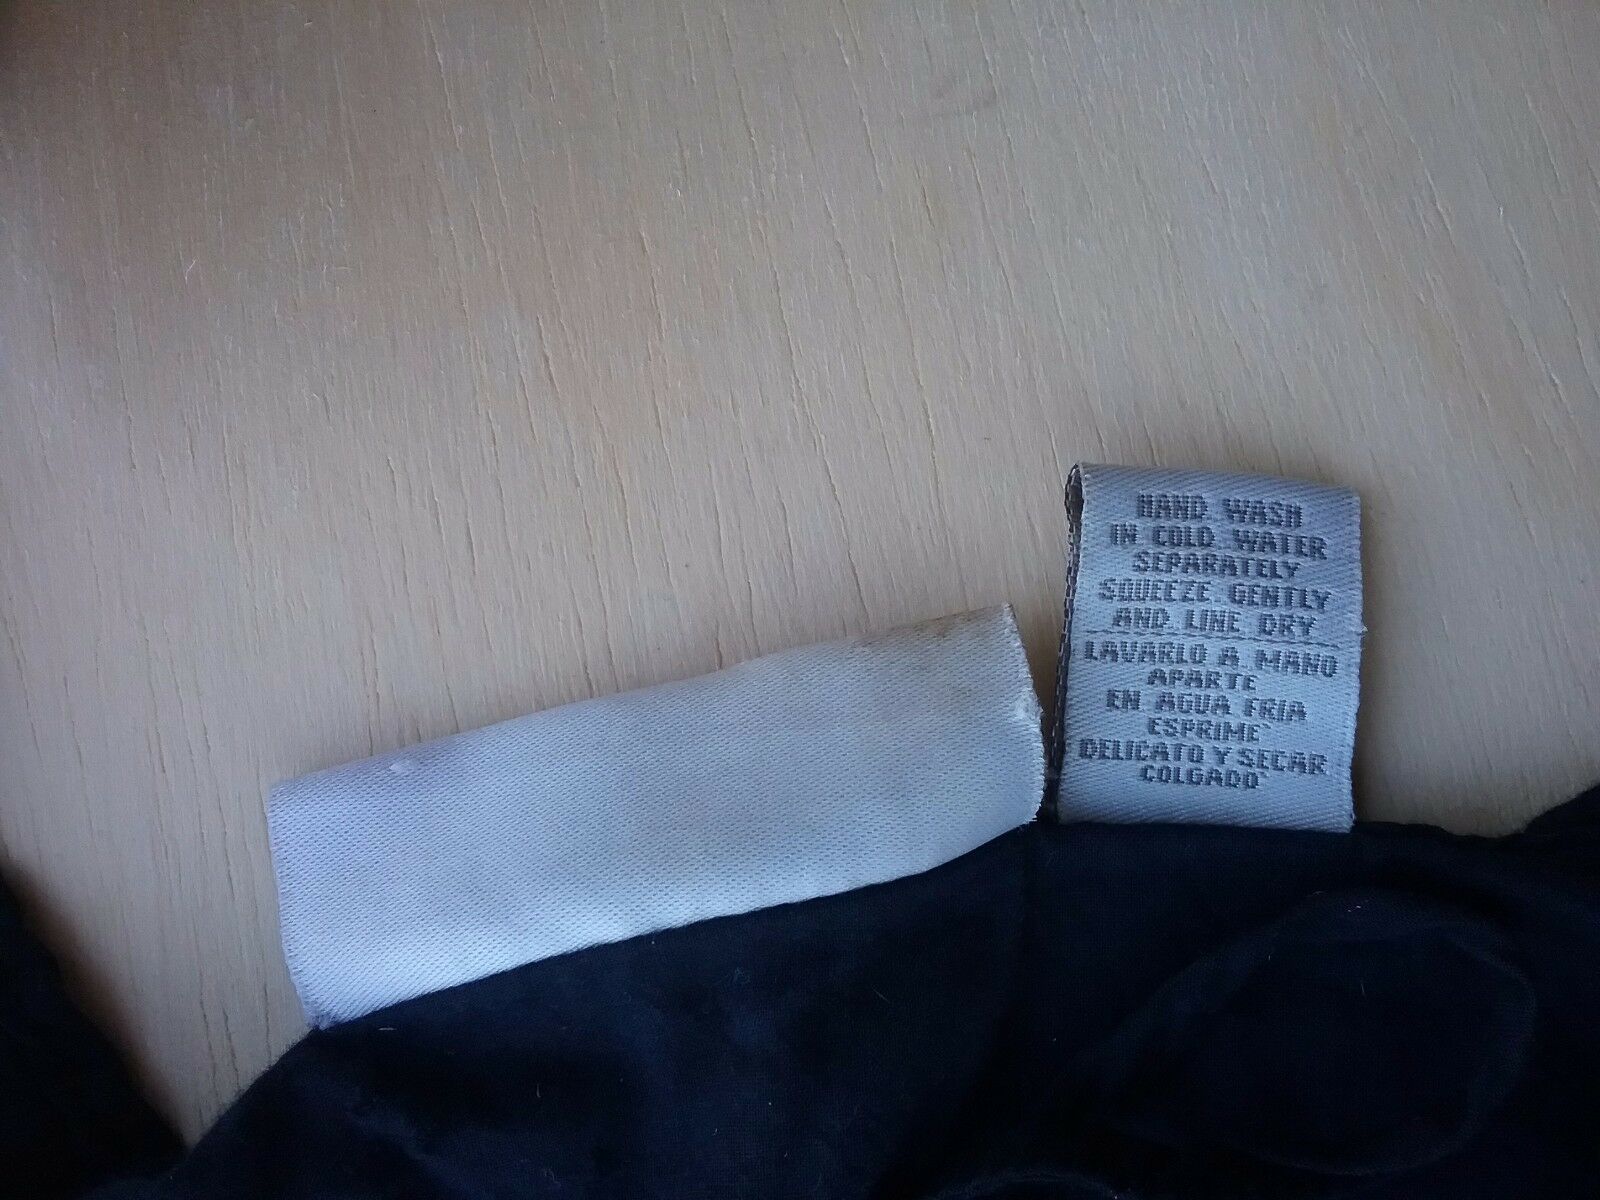 HAND WASH
IN COLD WATER
SEPARATELY
SQUEEZE GENTLY
AND LINE DRY
LAVARLO A MANO
APARTE
EN AGUA FRIA
ESPRIME`
DELICATO Y SECAR
COLGADO`